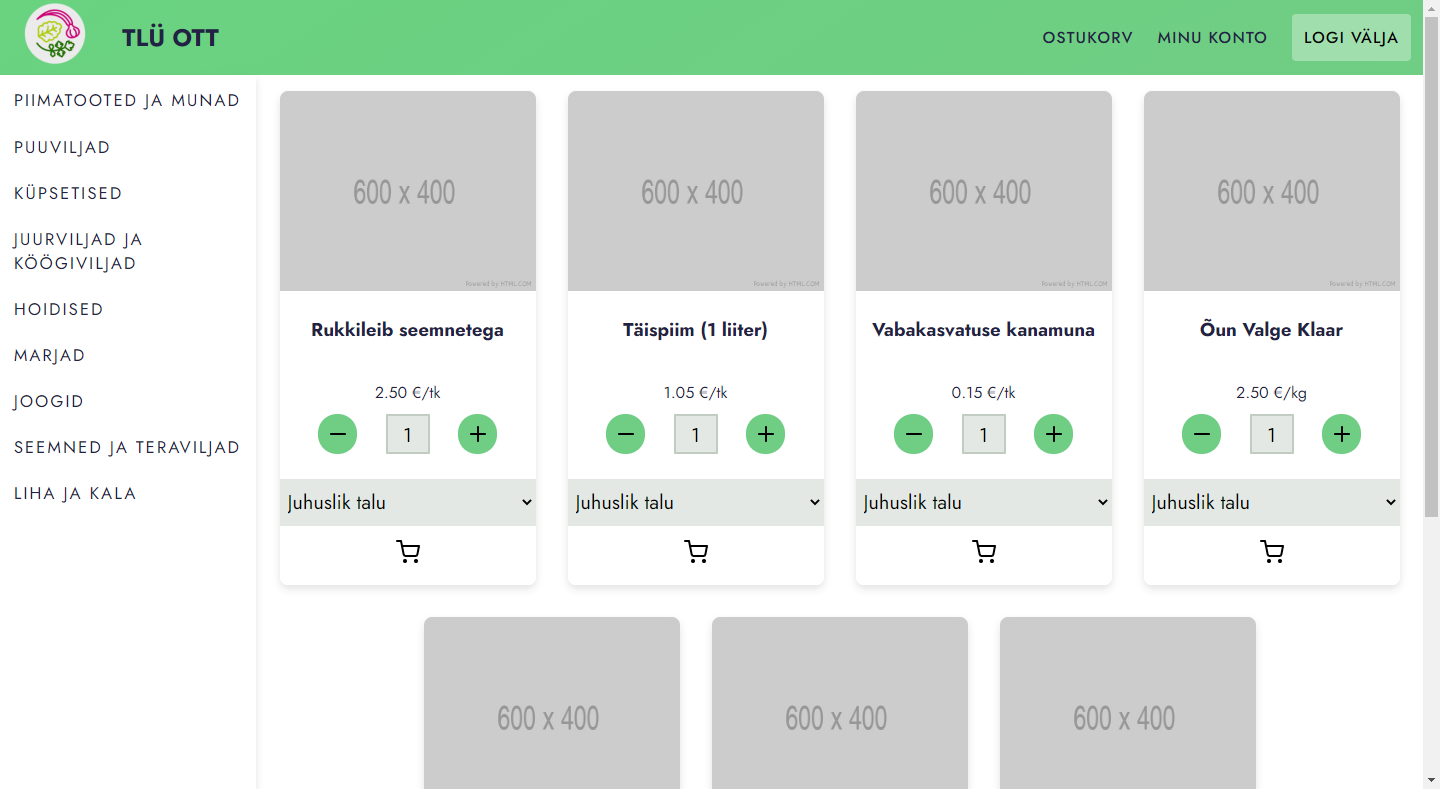 TLÜ OTT
OSTUKORV
MINU KONTO
LOGI VÄLJA
PIIMATOOTED JA MUNAD
PUUVILJAD
KÜPSETISED
JUURVILJAD JA
KÖÖGIVILJAD
HOIDISED
MARJAD
JOOGID
SEEMNED JA TERAVILJAD
LIHA JA KALA
600 x 400
Powered by HTML.COM
Rukkileib seemnetega
2.50 €/tk
1
Juhuslik talu
600 x 400
Powered by HTML.COM
Täispiim (1 liiter)
1.05 €/tk
1
Juhuslik talu
600 x 400
Powered by HTML.COM
Vabakasvatuse kanamuna
0.15 €/tk
1
Juhuslik talu
600 x 400
Powered by HTML.COM
Õun Valge Klaar
2.50 €/kg
1
Juhuslik talu
600 x 400
600 x 400
600 x 400